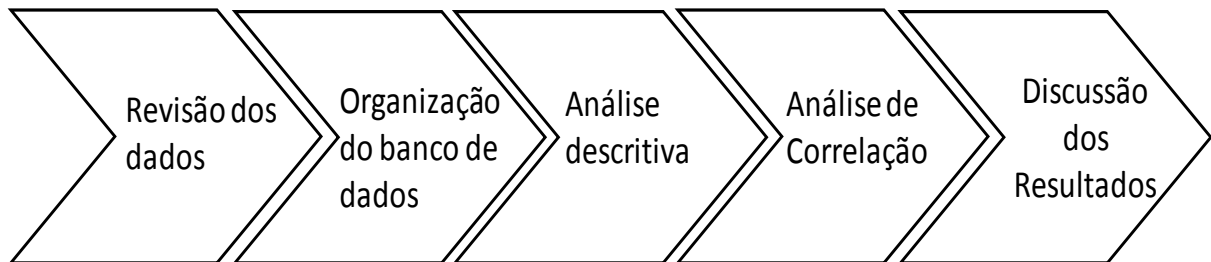 Revisão dos
dados
Organização
do banco de
dados
Análise
descritiva
Análise de
Correlação
Discussão
dos
Resultados